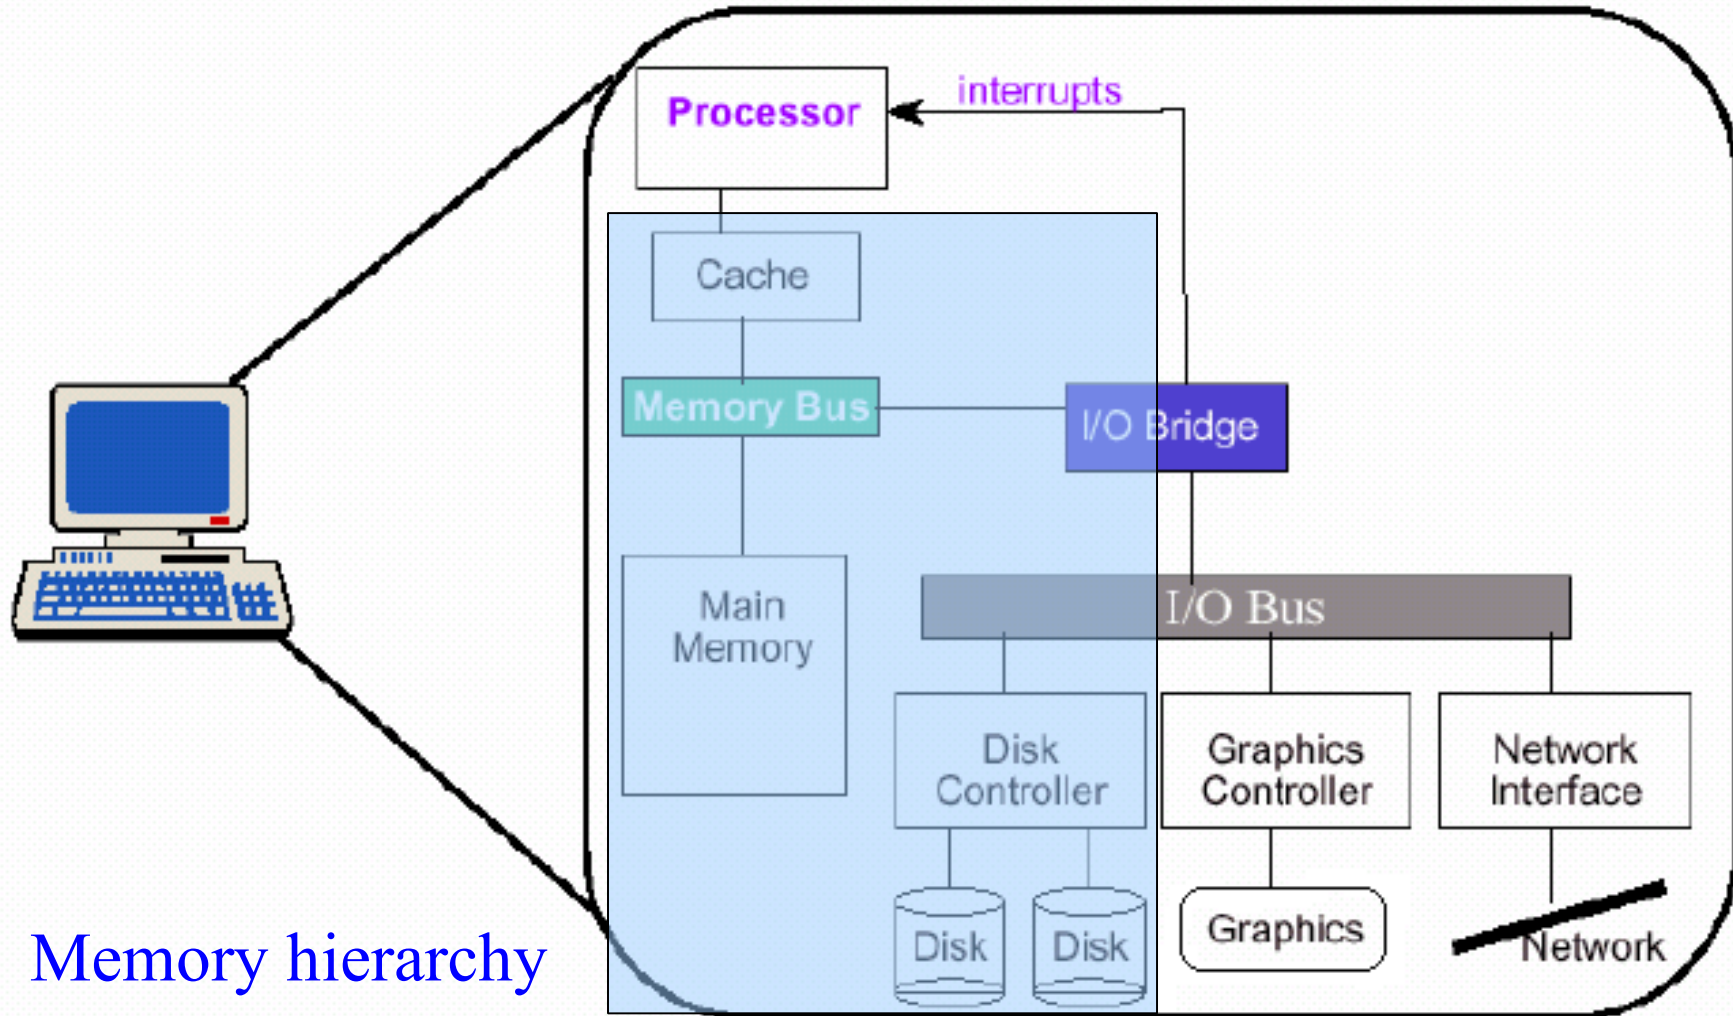 interrupts
Processor
Cache
Memory Bus
I/O Bridge
Main
Memory
I/O Bus
Disk
Controller
Graphics
Controller
Network
Interface
Disk
Disk
Graphics
Network
Memory hierarchy